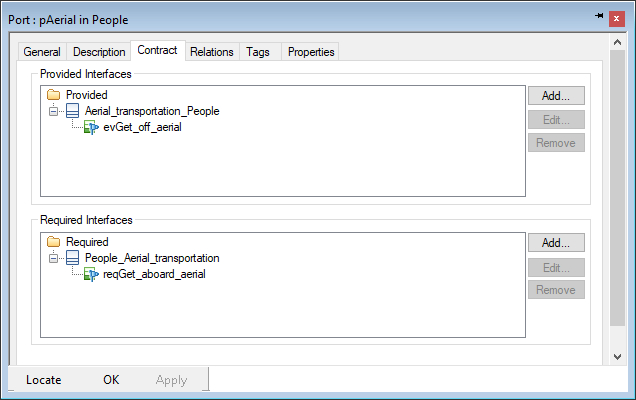 Port : pAerial in People
General Description Contract Relations Tags Properties
Provided Interfaces
Provided
Aerial_transportation_People
evGet_off_aerial
Add...
Edit...
Remove
Required Interfaces
Required
People_Aerial_transportation
reqGet_aboard_aerial
Add...
Edit...
Remove
Locate OK Apply